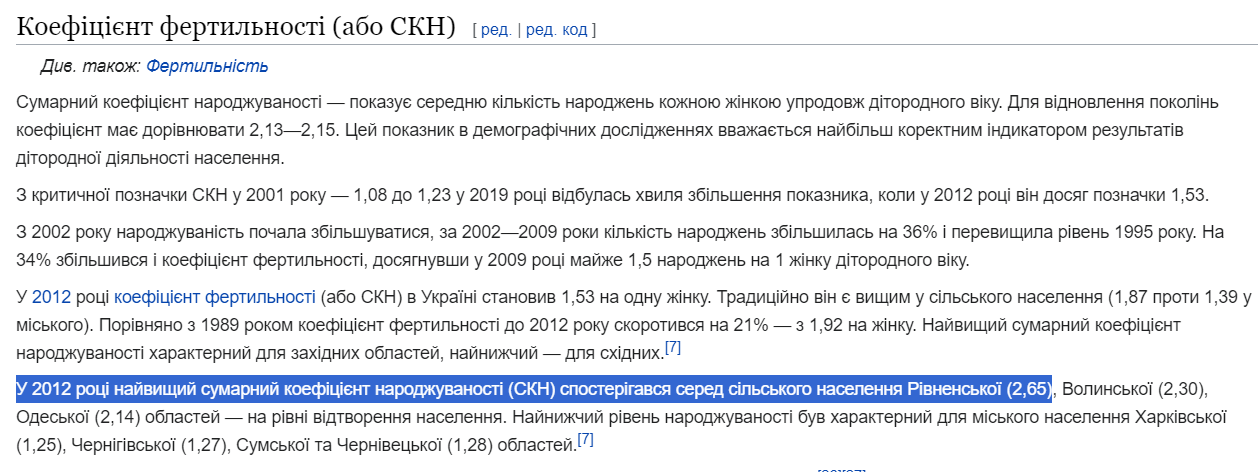 Коефіцієнт фертильності (або СКН) [ ред. | ред. код ]
Див. також: Фертильність
Сумарний коефіцієнт народжуваності — показує середню кількість народжень кожною жінкою упродовж дітородного віку. Для відновлення поколінь
коефіцієнт має дорівнювати 2,13—2,15. Цей показник в демографічних дослідженнях вважається найбільш коректним індикатором результатів
дітородної діяльності населення.
З критичної позначки СКН у 2001 року — 1,08 до 1,23 у 2019 році відбулась хвиля збільшення показника, коли у 2012 році він досяг позначки 1,53.
З 2002 року народжуваність почала збільшуватися, за 2002—2009 роки кількість народжень збільшилась на 36% і перевищила рівень 1995 року. На
34% збільшився і коефіцієнт фертильності, досягнувши у 2009 році майже 1,5 народжень на 1 жінку дітородного віку.
У 2012 році коефіцієнт фертильності (або СКН) в Україні становив 1,53 на одну жінку. Традиційно він є вищим у сільського населення (1,87 проти 1,39 у
міського). Порівняно з 1989 роком коефіцієнт фертильності до 2012 року скоротився на 21% — з 1,92 на жінку. Найвищий сумарний коефіцієнт
народжуваності характерний для західних областей, найнижчий — для східних.[7]
У 2012 році найвищий сумарний коефіцієнт народжуваності (СКН) спостерігався серед сільського населення Рівненської (2,65), Волинської (2,30),
Одеської (2,14) областей — на рівні відтворення населення. Найнижчий рівень народжуваності був характерний для міського населення Харківської
(1,25), Чернігівської (1,27), Сумської та Чернівецької (1,28) областей.[7]